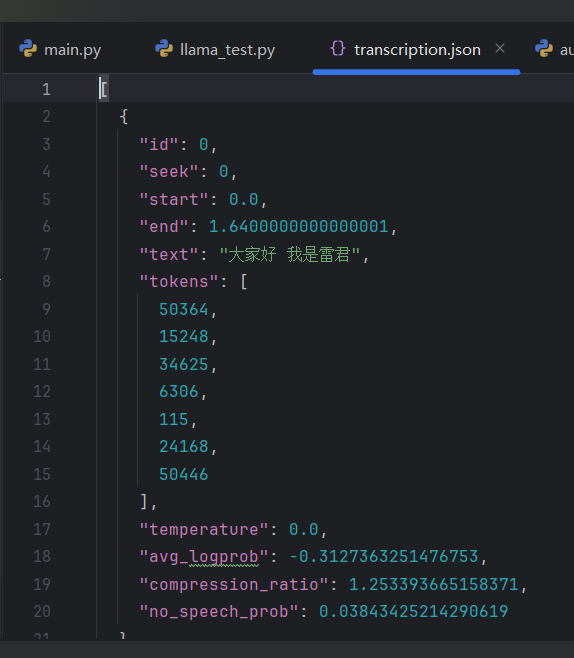 main.py llama_test.py {} transcription.json × au
1 [
2 {
3 "id": 0,
4 "seek": 0,
5 "start": 0.0,
6 "end": 1.6400000000000001,
7 "text": "大家好 我是雷君",
8 "tokens": [
9 50364,
10 15248,
11 34625,
12 6306,
13 115,
14 24168,
15 50446
16 ],
17 "temperature": 0.0,
18 "avg_logprob": -0.3127363251476753,
19 "compression_ratio": 1.253393665158371,
20 "no_speech_prob": 0.03843425214290619
21 }